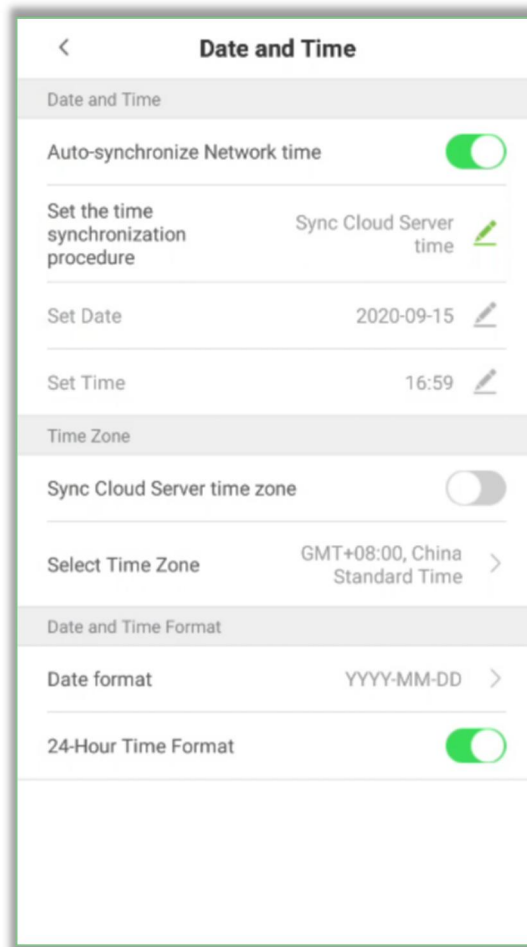 Date and Time
Date and Time
Auto-synchronize Network time
Set the time
synchronization
procedure
Sync Cloud Server
time
Set Date
2020-09-15
Set Time
16:59
Time Zone
Sync Cloud Server time zone
Select Time Zone
GMT+08:00, China
Standard Time
Date and Time Format
Date format
YYYY-MM-DD
24-Hour Time Format